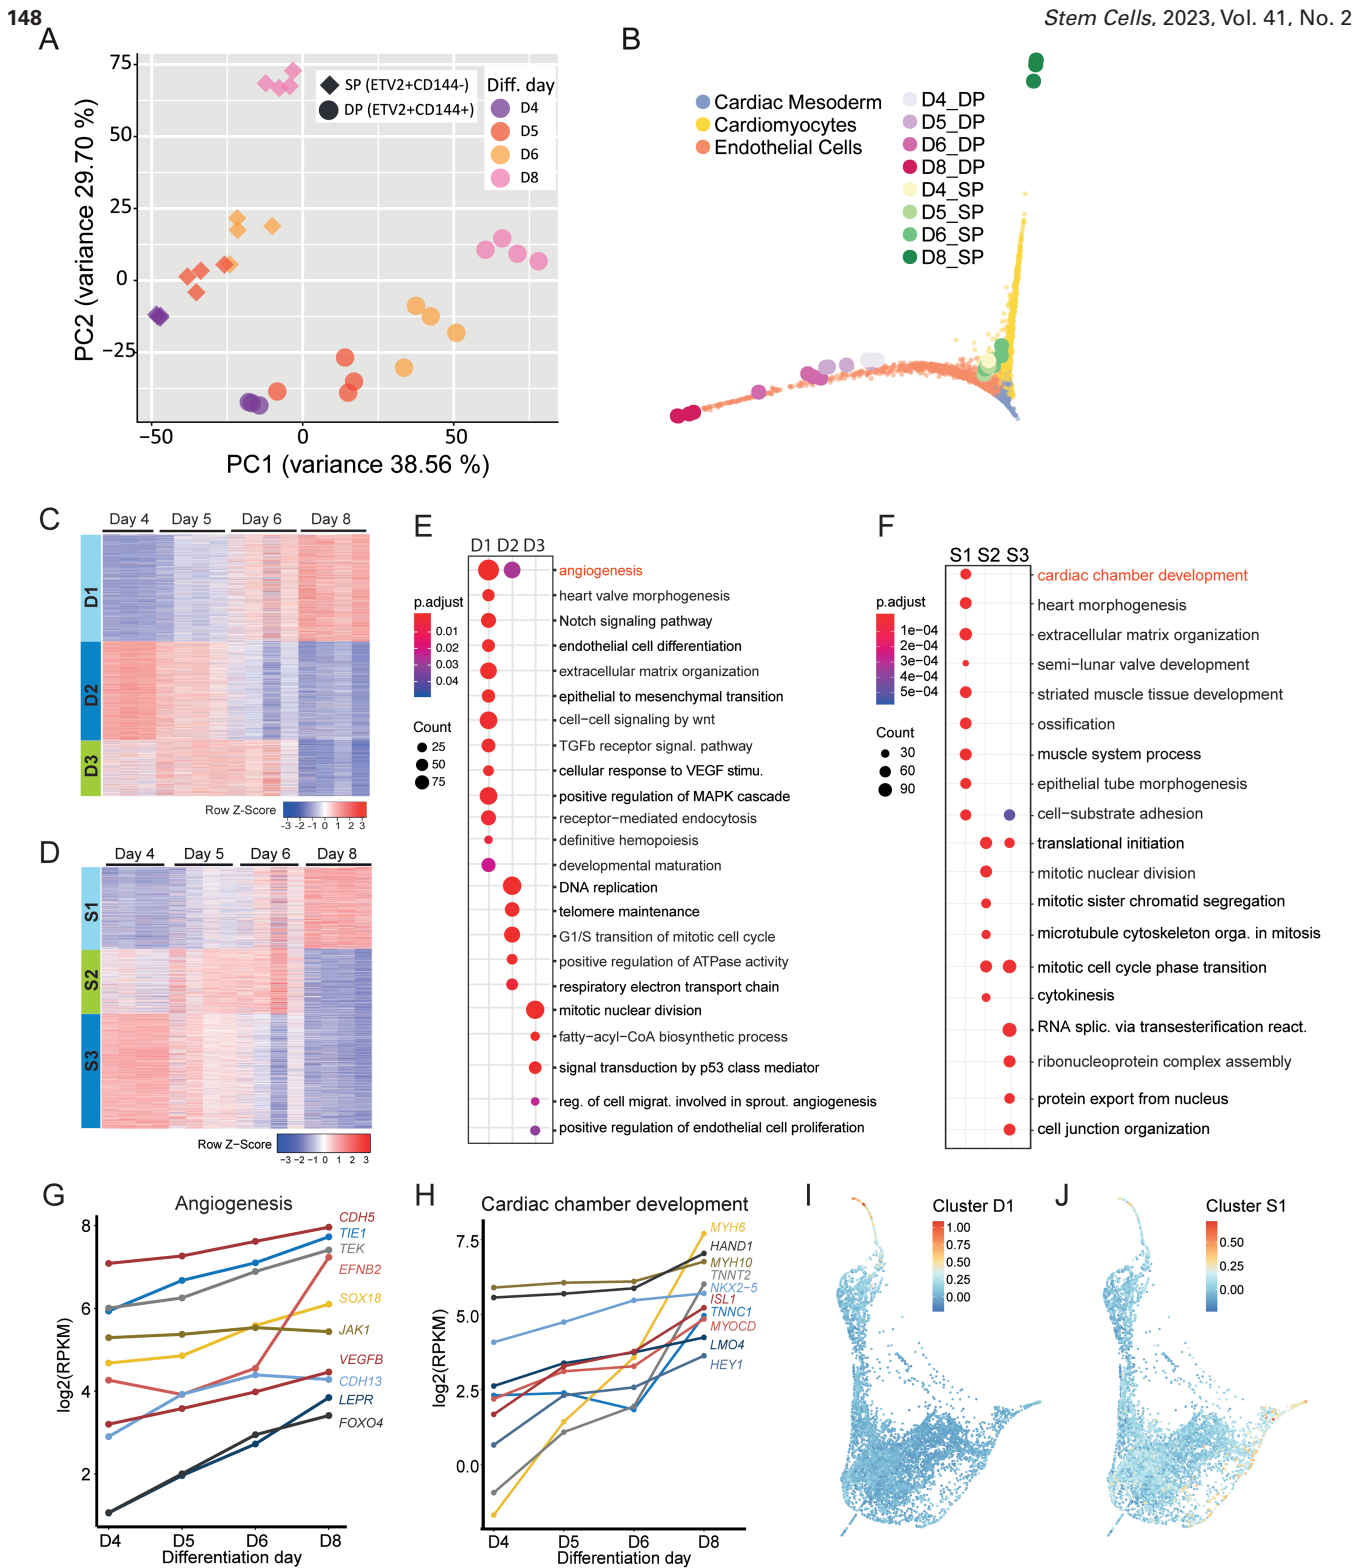 148
Stem Cells, 2023, Vol. 41, No. 2
A
75
50
25
0
−25
−50
0
50
PC2 (variance 29.70 %)
PC1 (variance 38.56 %)
SP (ETV2+CD144-)
DP (ETV2+CD144+)
Diff. day
D4
D5
D6
D8
B
Cardiac Mesoderm
Cardiomyocytes
Endothelial Cells
D4_DP
D5_DP
D6_DP
D8_DP
D4_SP
D5_SP
D6_SP
D8_SP
C
Day 4
Day 5
Day 6
Day 8
D1
D2
D3
Row Z-Score
-3 -2 -1 0 1 2 3
D
Day 4
Day 5
Day 6
Day 8
S1
S2
S3
Row Z−Score
−3 −2 −1 0 1 2 3
E
D1 D2 D3
p.adjust
0.01
0.02
0.03
0.04
Count
25
50
75
angiogenesis
heart valve morphogenesis
Notch signaling pathway
endothelial cell differentiation
extracellular matrix organization
epithelial to mesenchymal transition
cell−cell signaling by wnt
TGFb receptor signal. pathway
cellular response to VEGF stimu.
positive regulation of MAPK cascade
receptor−mediated endocytosis
definitive hemopoiesis
developmental maturation
DNA replication
telomere maintenance
G1/S transition of mitotic cell cycle
positive regulation of ATPase activity
respiratory electron transport chain
mitotic nuclear division
fatty−acyl−CoA biosynthetic process
signal transduction by p53 class mediator
reg. of cell migrat. involved in sprout. angiogenesis
positive regulation of endothelial cell proliferation
F
S1 S2 S3
p.adjust
1e−04
2e−04
3e−04
4e−04
5e−04
Count
30
60
90
cardiac chamber development
heart morphogenesis
extracellular matrix organization
semi−lunar valve development
striated muscle tissue development
ossification
muscle system process
epithelial tube morphogenesis
cell−substrate adhesion
translational initiation
mitotic nuclear division
mitotic sister chromatid segregation
microtubule cytoskeleton orga. in mitosis
mitotic cell cycle phase transition
cytokinesis
RNA splic. via transesterification react.
ribonucleoprotein complex assembly
protein export from nucleus
cell junction organization
G
Angiogenesis
log2(RPKM)
8
6
4
2
D4
D5
D6
D8
Differentiation day
CDH5
TIE1
TEK
EFNB2
SOX18
JAK1
VEGFB
CDH13
LEPR
FOXO4
H
Cardiac chamber development
log2(RPKM)
7.5
5.0
2.5
0.0
D4
D5
D6
D8
Differentiation day
MYH6
HAND1
MYH10
TNNT2
NKX2−5
ISL1
TNNC1
MYOCD
LMO4
HEY1
I
Cluster D1
1.00
0.75
0.50
0.25
0.00
J
Cluster S1
0.50
0.25
0.00